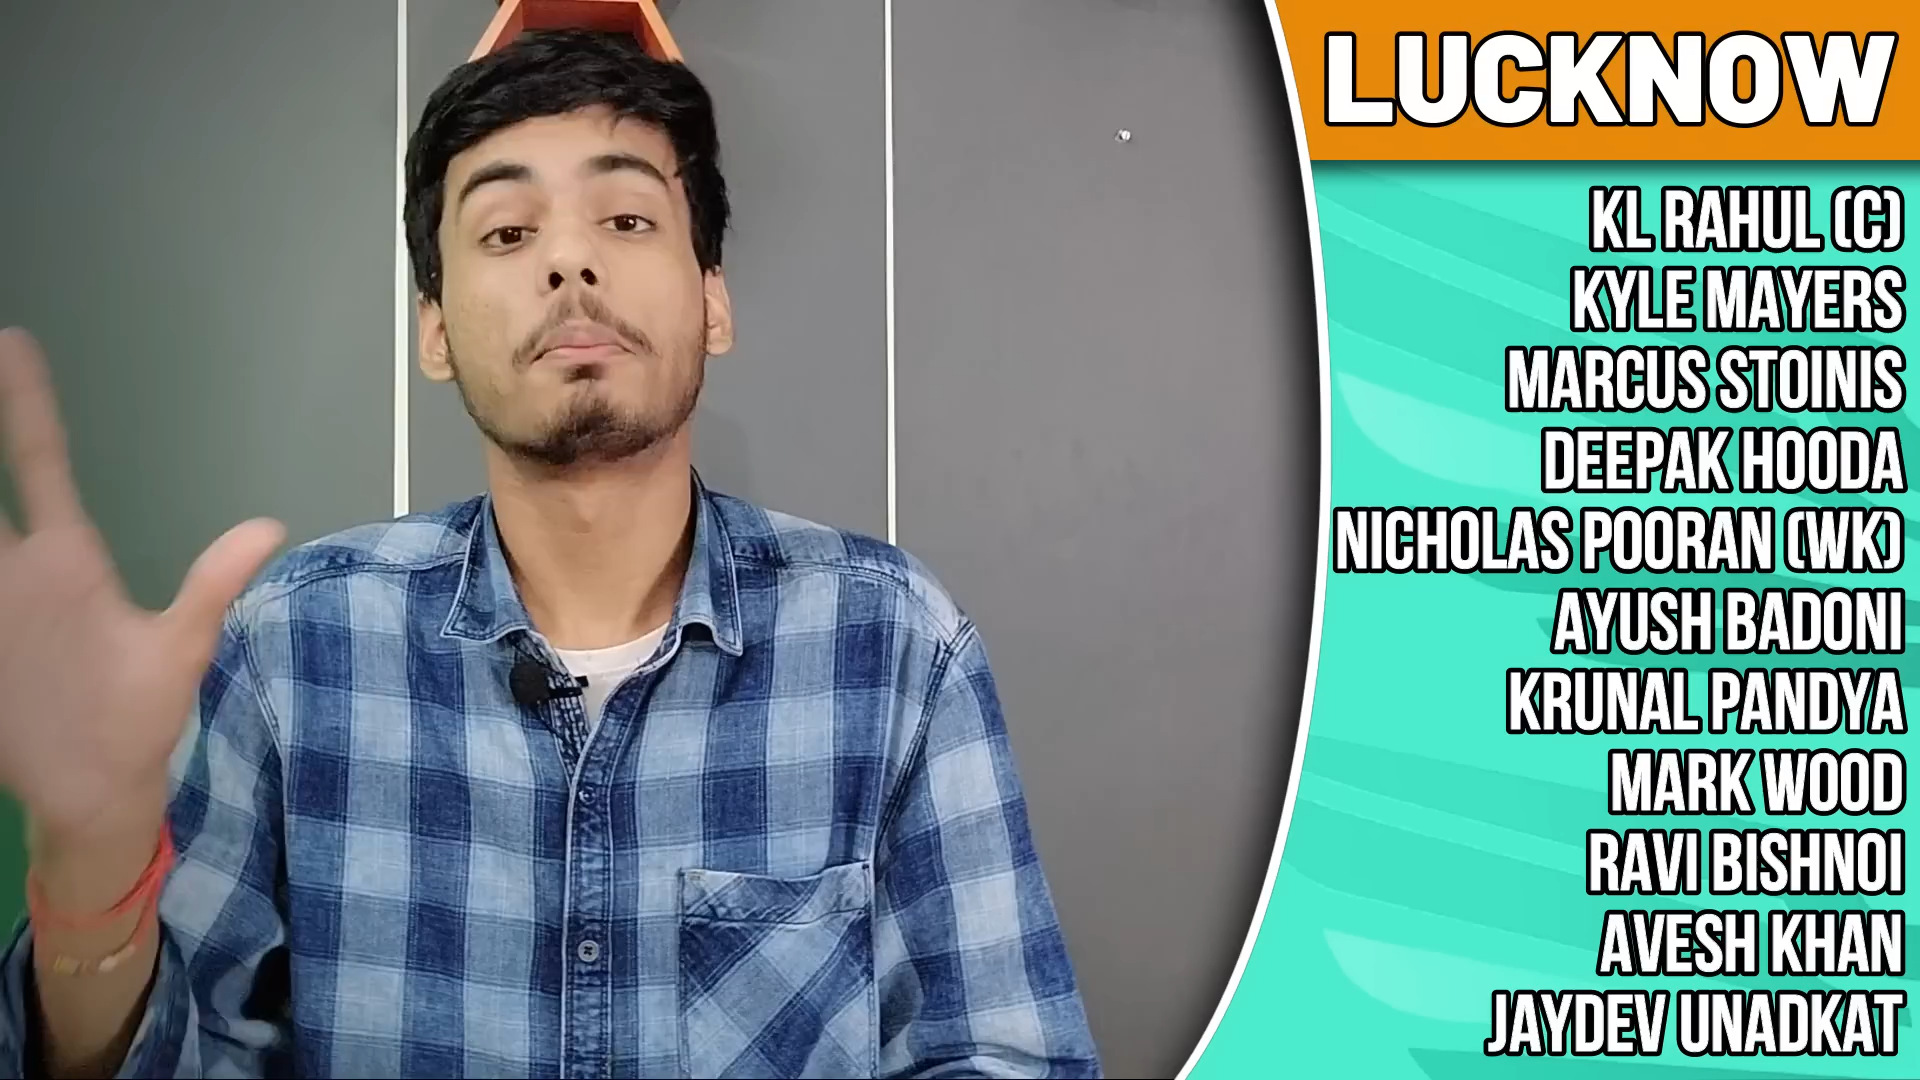 LUCKNOW
KL RAHUL (C)
KYLE MAYERS
MARCUS STOINIS
DEEPAK HOODA
NICHOLAS POORAN (WK)
AYUSH BADONI
KRUNAL PANDYA
MARK WOOD
RAVI BISHNOI
AVESH KHAN
JAYDEV UNADKAT